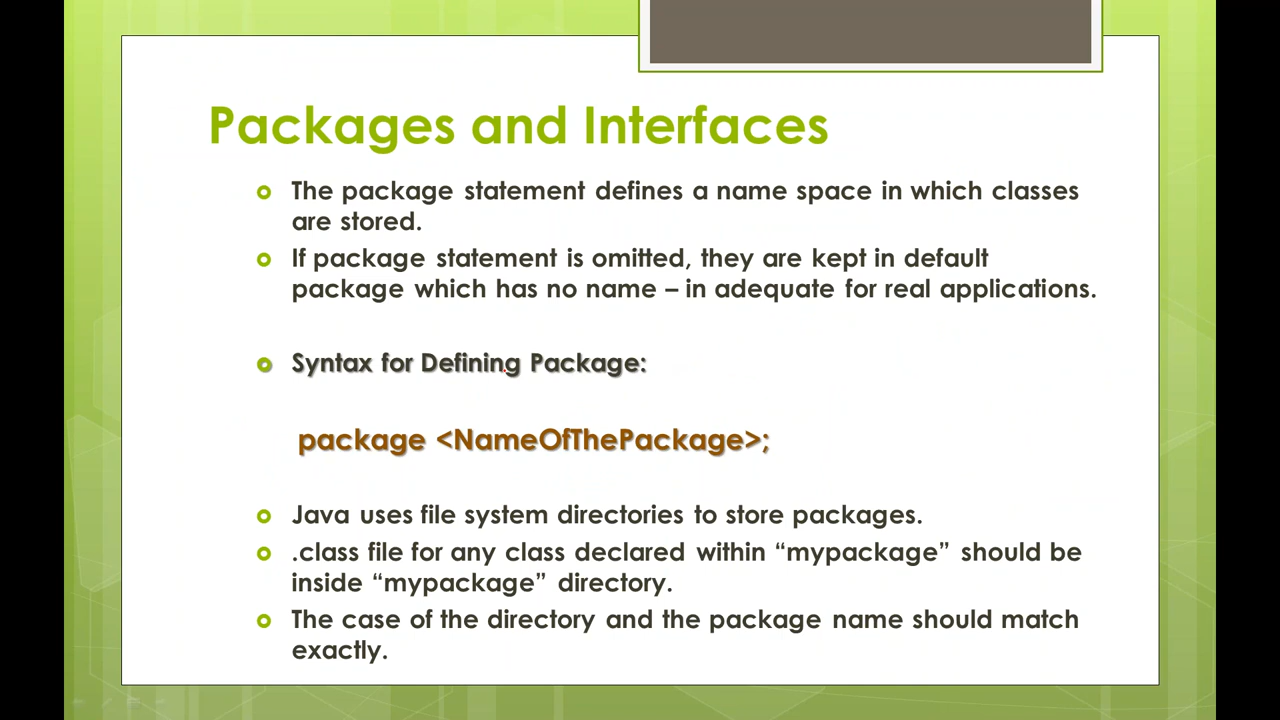 Packages and Interfaces
The package statement defines a name space in which classes
are stored.
If package statement is omitted, they are kept in default
package which has no name – in adequate for real applications.
Syntax for Defining Package:
package <NameOfThePackage>;
Java uses file system directories to store packages.
.class file for any class declared within “mypackage” should be
inside “mypackage” directory.
The case of the directory and the package name should match
exactly.